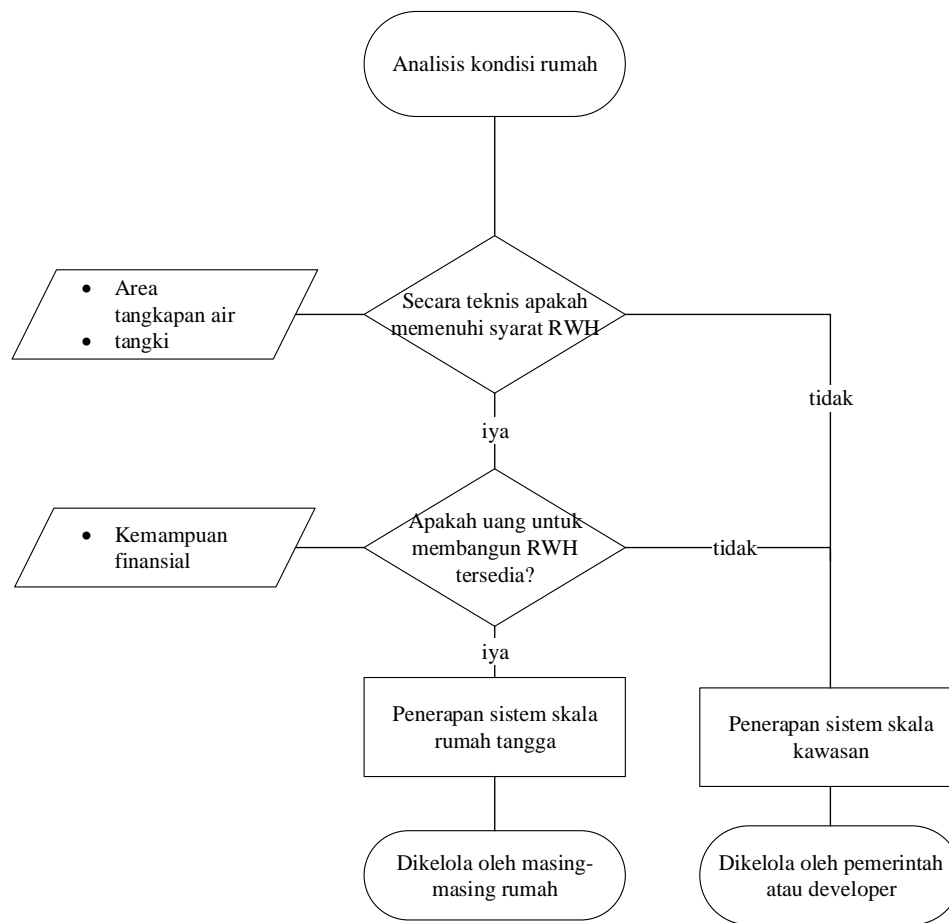 Analisis kondisi rumah
• Area
tangkapan air
• tangki
Secara teknis apakah
memenuhi syarat RWH
tidak
iya
• Kemampuan
finansial
Apakah uang untuk
membangun RWH
tersedia?
tidak
iya
Penerapan sistem skala
rumah tangga
Penerapan sistem skala
kawasan
Dikelola oleh masing-
masing rumah
Dikelola oleh pemerintah
atau developer